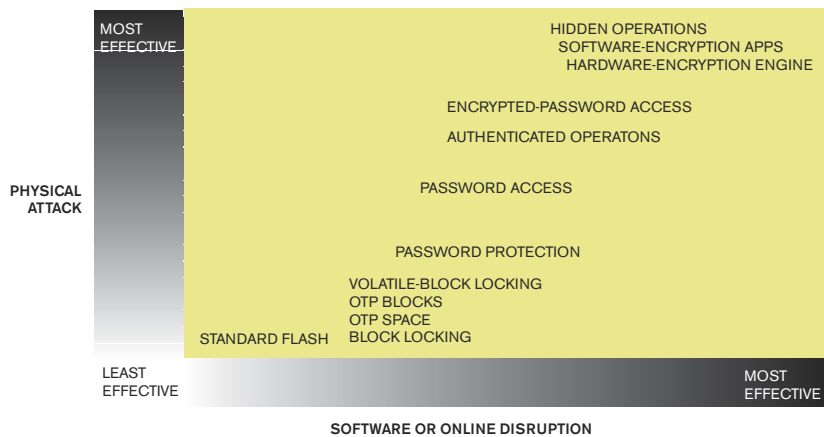 MOST
EFFECTIVE
HIDDEN OPERATIONS
SOFTWARE-ENCRYPTION APPS
HARDWARE-ENCRYPTION ENGINE
ENCRYPTED-PASSWORD ACCESS
AUTHENTICATED OPERATONS
PHYSICAL
ATTACK
PASSWORD ACCESS
PASSWORD PROTECTION
VOLATILE-BLOCK LOCKING
OTP BLOCKS
OTP SPACE
STANDARD FLASH
BLOCK LOCKING
LEAST
EFFECTIVE
MOST
EFFECTIVE
SOFTWARE OR ONLINE DISRUPTION